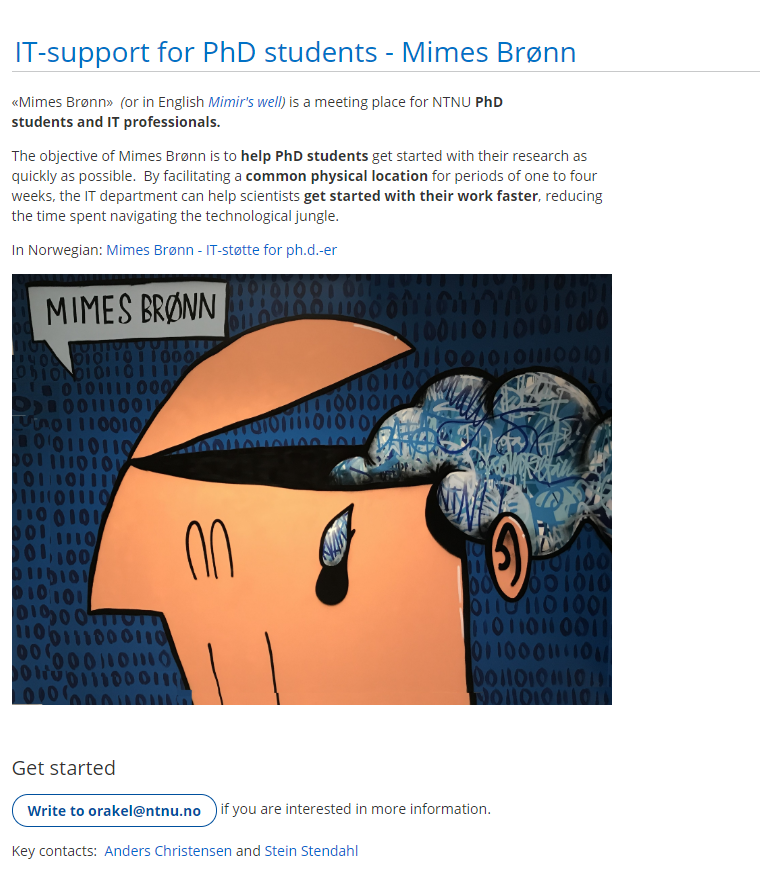 IT-support for PhD students - Mimes Brønn
«Mimes Brønn»  (or in English Mimir's well) is a meeting place for NTNU PhD
students and IT professionals.
The objective of Mimes Brønn is to help PhD students get started with their research as
quickly as possible.  By facilitating a common physical location for periods of one to four
weeks, the IT department can help scientists get started with their work faster, reducing
the time spent navigating the technological jungle.
In Norwegian: Mimes Brønn - IT-støtte for ph.d.-er
MIMES BRØNN
Get started
Write to orakel@ntnu.no if you are interested in more information.
Key contacts:  Anders Christensen and Stein Stendahl